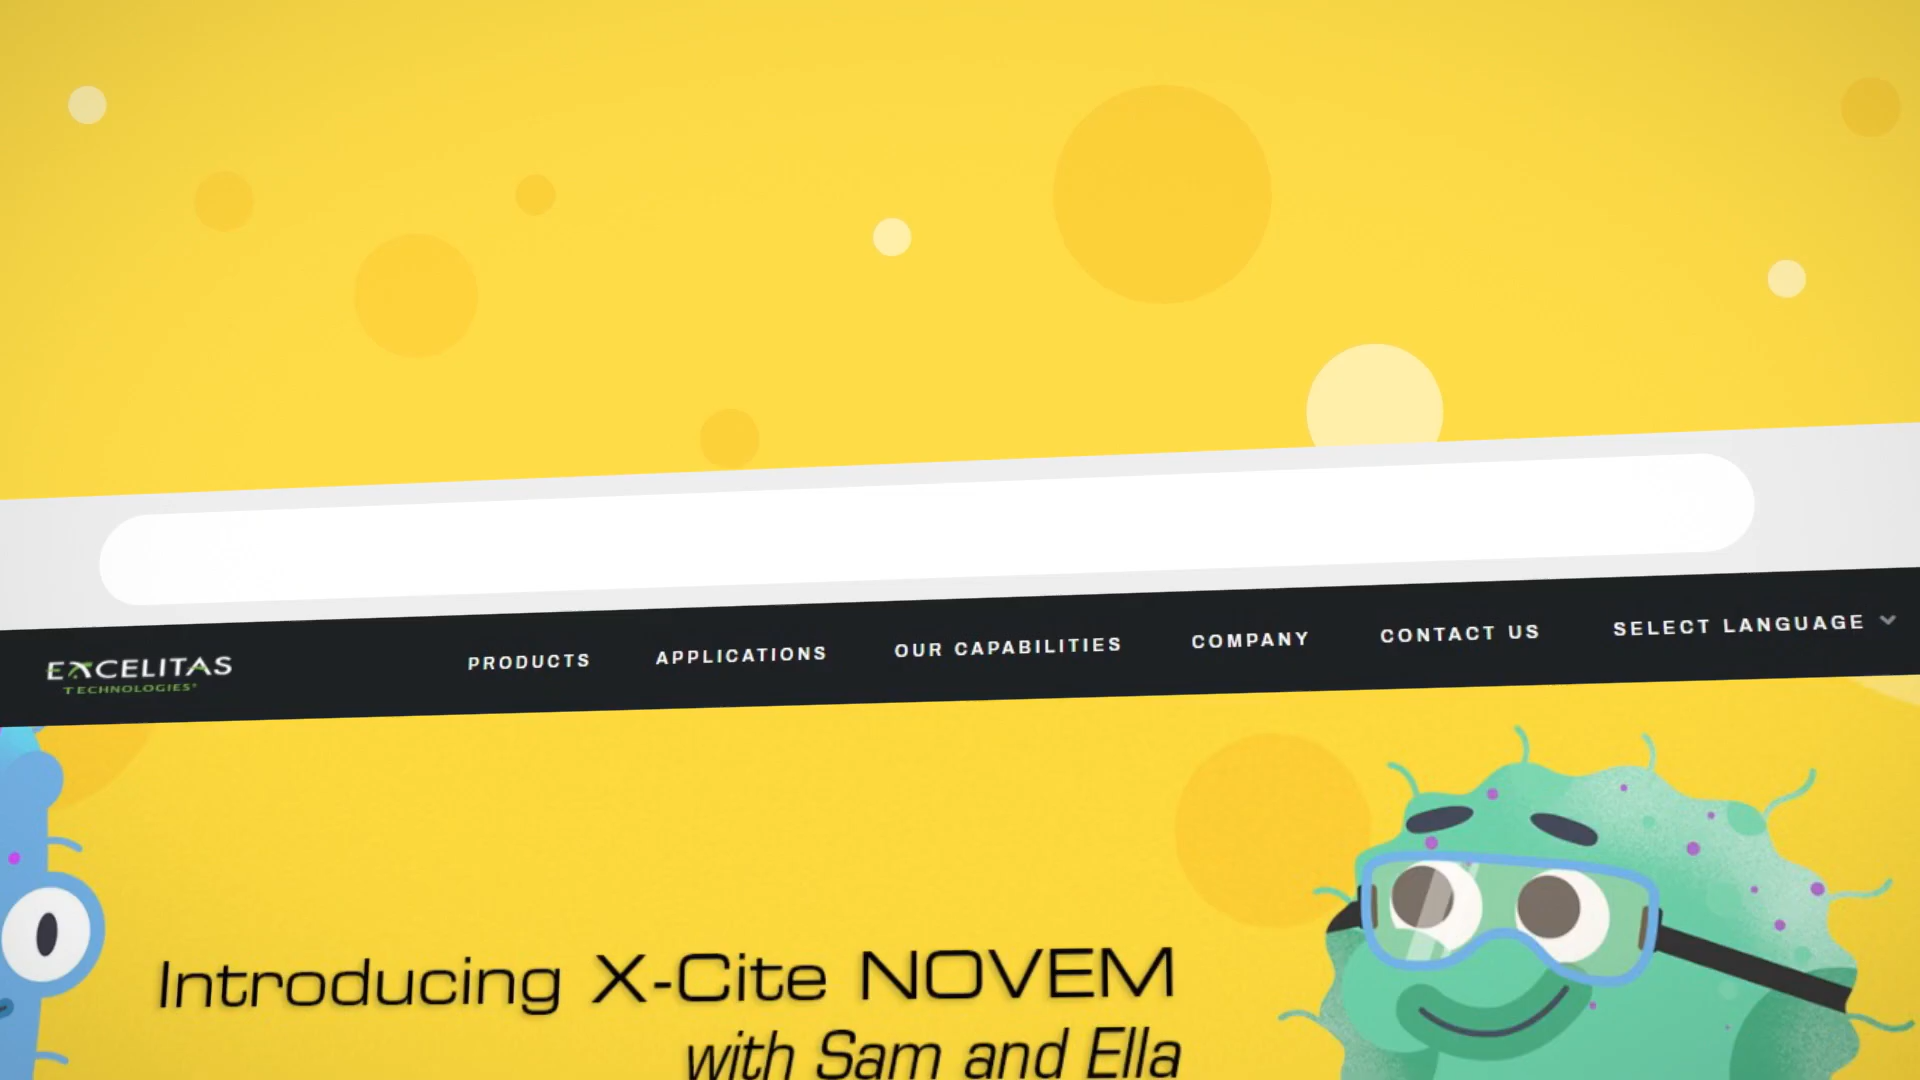 EXCELITAS
TECHNOLOGIES®
PRODUCTS APPLICATIONS OUR CAPABILITIES COMPANY CONTACT US SELECT LANGUAGE
Introducing X-Cite NOVEM
with Sam and Ella